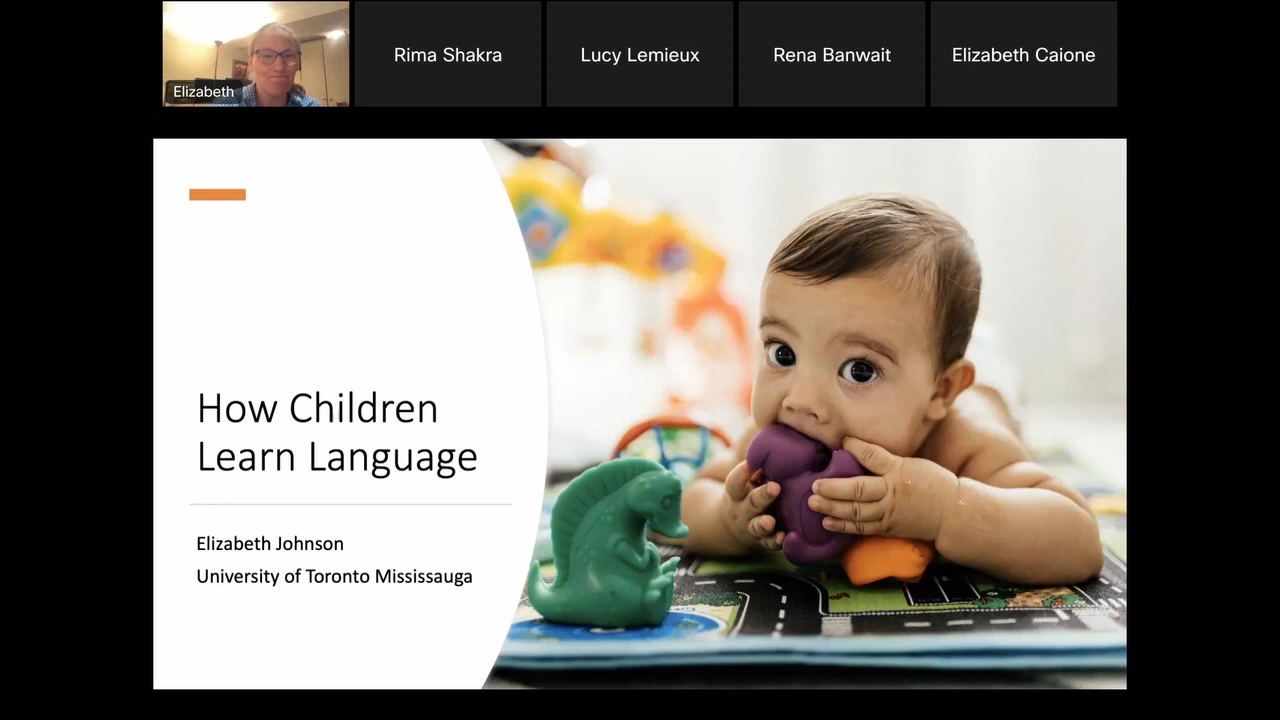 Elizabeth
Rima Shakra
Lucy Lemieux
Rena Banwait
Elizabeth Caione
How Children
Learn Language
Elizabeth Johnson
University of Toronto Mississauga